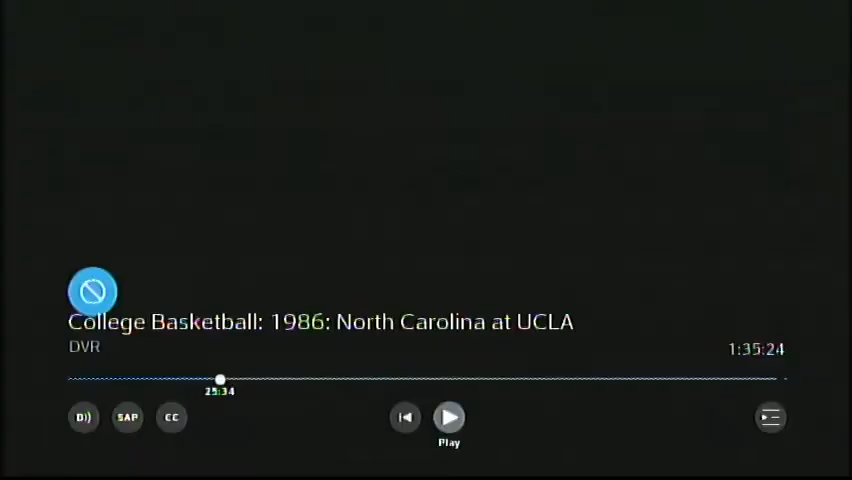 College Basketball: 1986: North Carolina at UCLA
DVR
1:35:24
25:34
D))
SAP
CC
Play